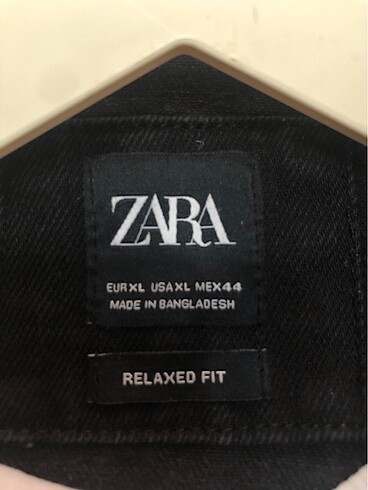 ZARA
EUR XL USA XL MEX 44
MADE IN BANGLADESH
RELAXED FIT